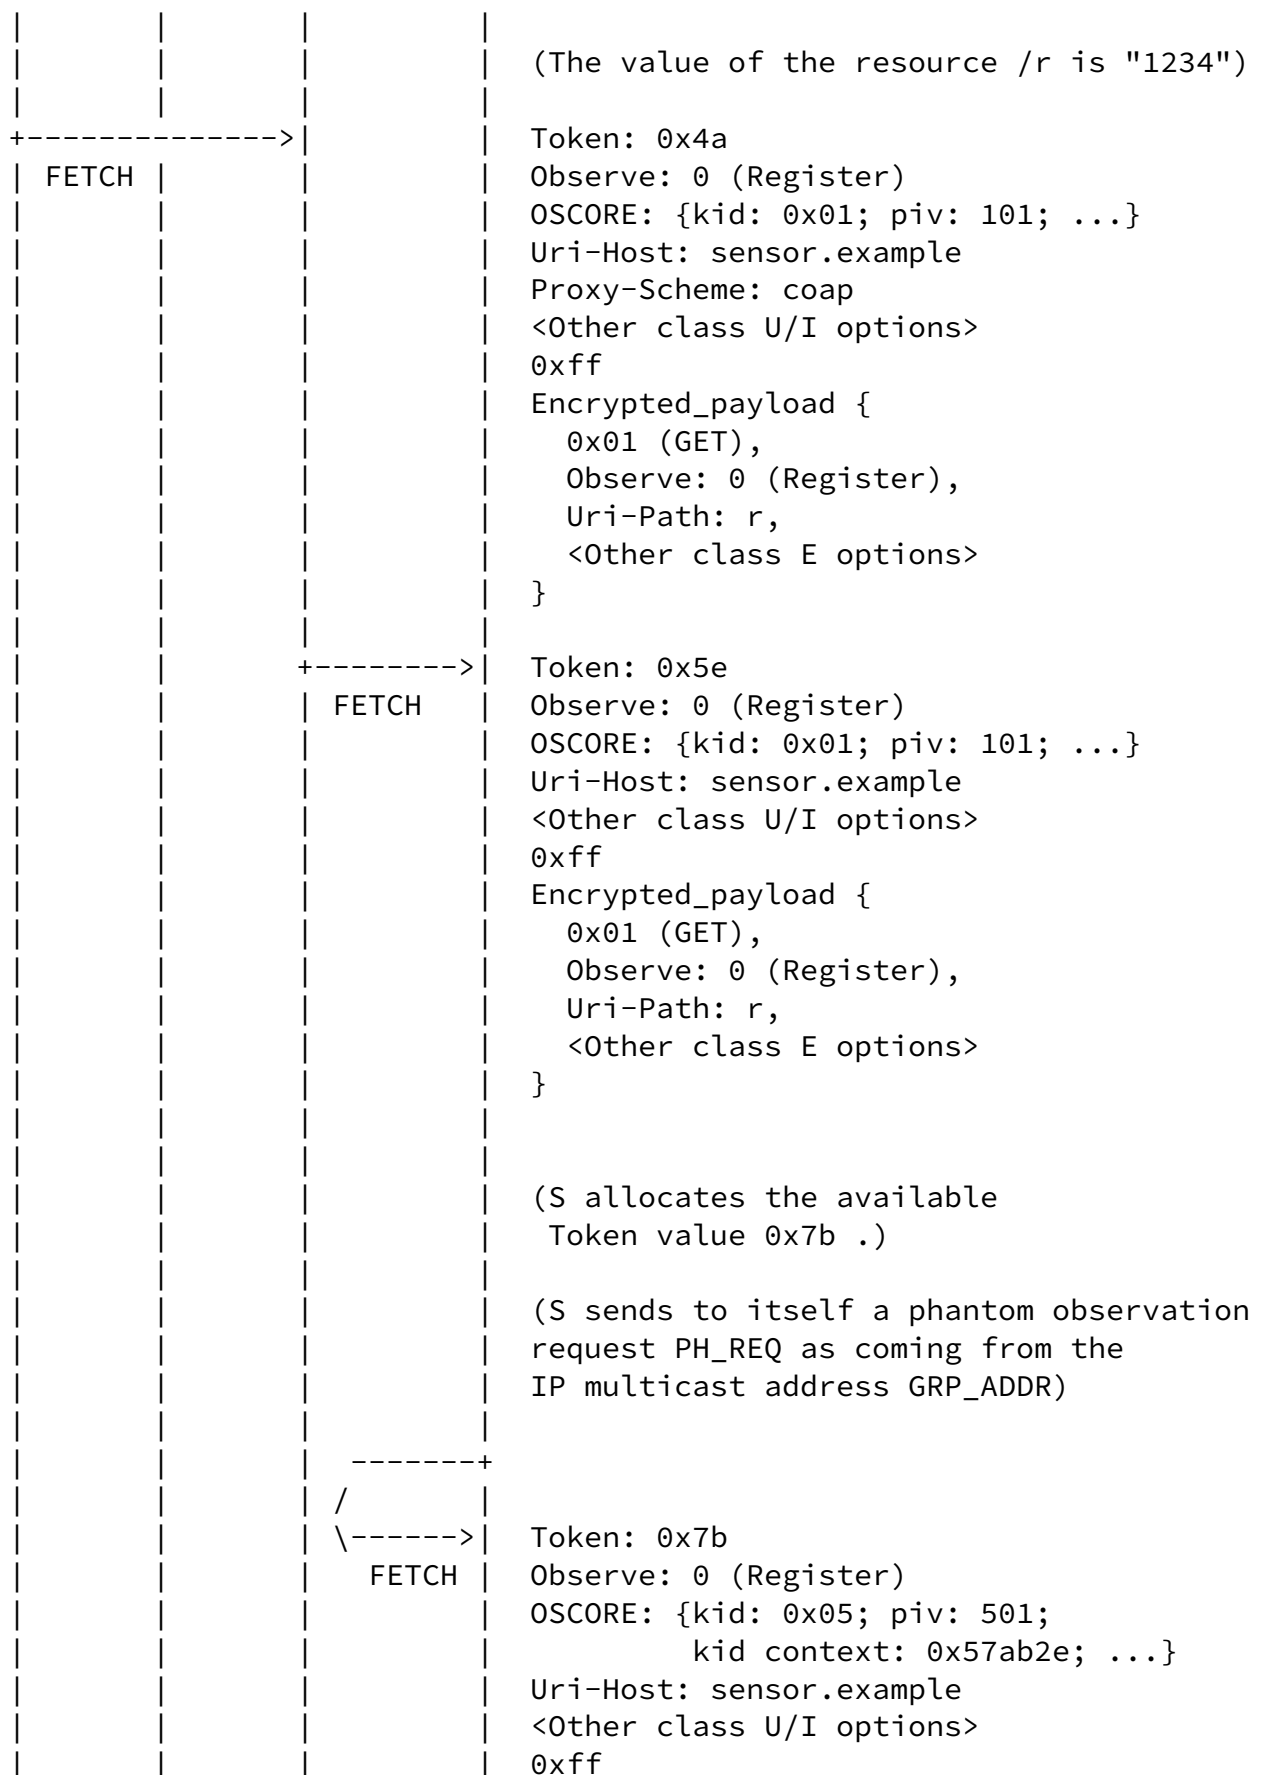 |       |       |         |
|       |       |         |  (The value of the resource /r is "1234")
|       |       |         |
+-------------->|         |  Token: 0x4a
| FETCH |       |         |  Observe: 0 (Register)
|       |       |         |  OSCORE: {kid: 0x01; piv: 101; ...}
|       |       |         |  Uri-Host: sensor.example
|       |       |         |  Proxy-Scheme: coap
|       |       |         |  <Other class U/I options>
|       |       |         |  0xff
|       |       |         |  Encrypted_payload {
|       |       |         |    0x01 (GET),
|       |       |         |    Observe: 0 (Register),
|       |       |         |    Uri-Path: r,
|       |       |         |    <Other class E options>
|       |       |         |  }
|       |       |         |
|       |       +-------->|  Token: 0x5e
|       |       | FETCH   |  Observe: 0 (Register)
|       |       |         |  OSCORE: {kid: 0x01; piv: 101; ...}
|       |       |         |  Uri-Host: sensor.example
|       |       |         |  <Other class U/I options>
|       |       |         |  0xff
|       |       |         |  Encrypted_payload {
|       |       |         |    0x01 (GET),
|       |       |         |    Observe: 0 (Register),
|       |       |         |    Uri-Path: r,
|       |       |         |    <Other class E options>
|       |       |         |  }
|       |       |         |
|       |       |         |
|       |       |         |  (S allocates the available
|       |       |         |   Token value 0x7b .)
|       |       |         |
|       |       |         |  (S sends to itself a phantom observation
|       |       |         |  request PH_REQ as coming from the
|       |       |         |  IP multicast address GRP_ADDR)
|       |       |         |
|       |       |  -------+
|       |       | /       |
|       |       | \------>|  Token: 0x7b
|       |       |   FETCH |  Observe: 0 (Register)
|       |       |         |  OSCORE: {kid: 0x05; piv: 501;
|       |       |         |           kid context: 0x57ab2e; ...}
|       |       |         |  Uri-Host: sensor.example
|       |       |         |  <Other class U/I options>
|       |       |         |  0xff